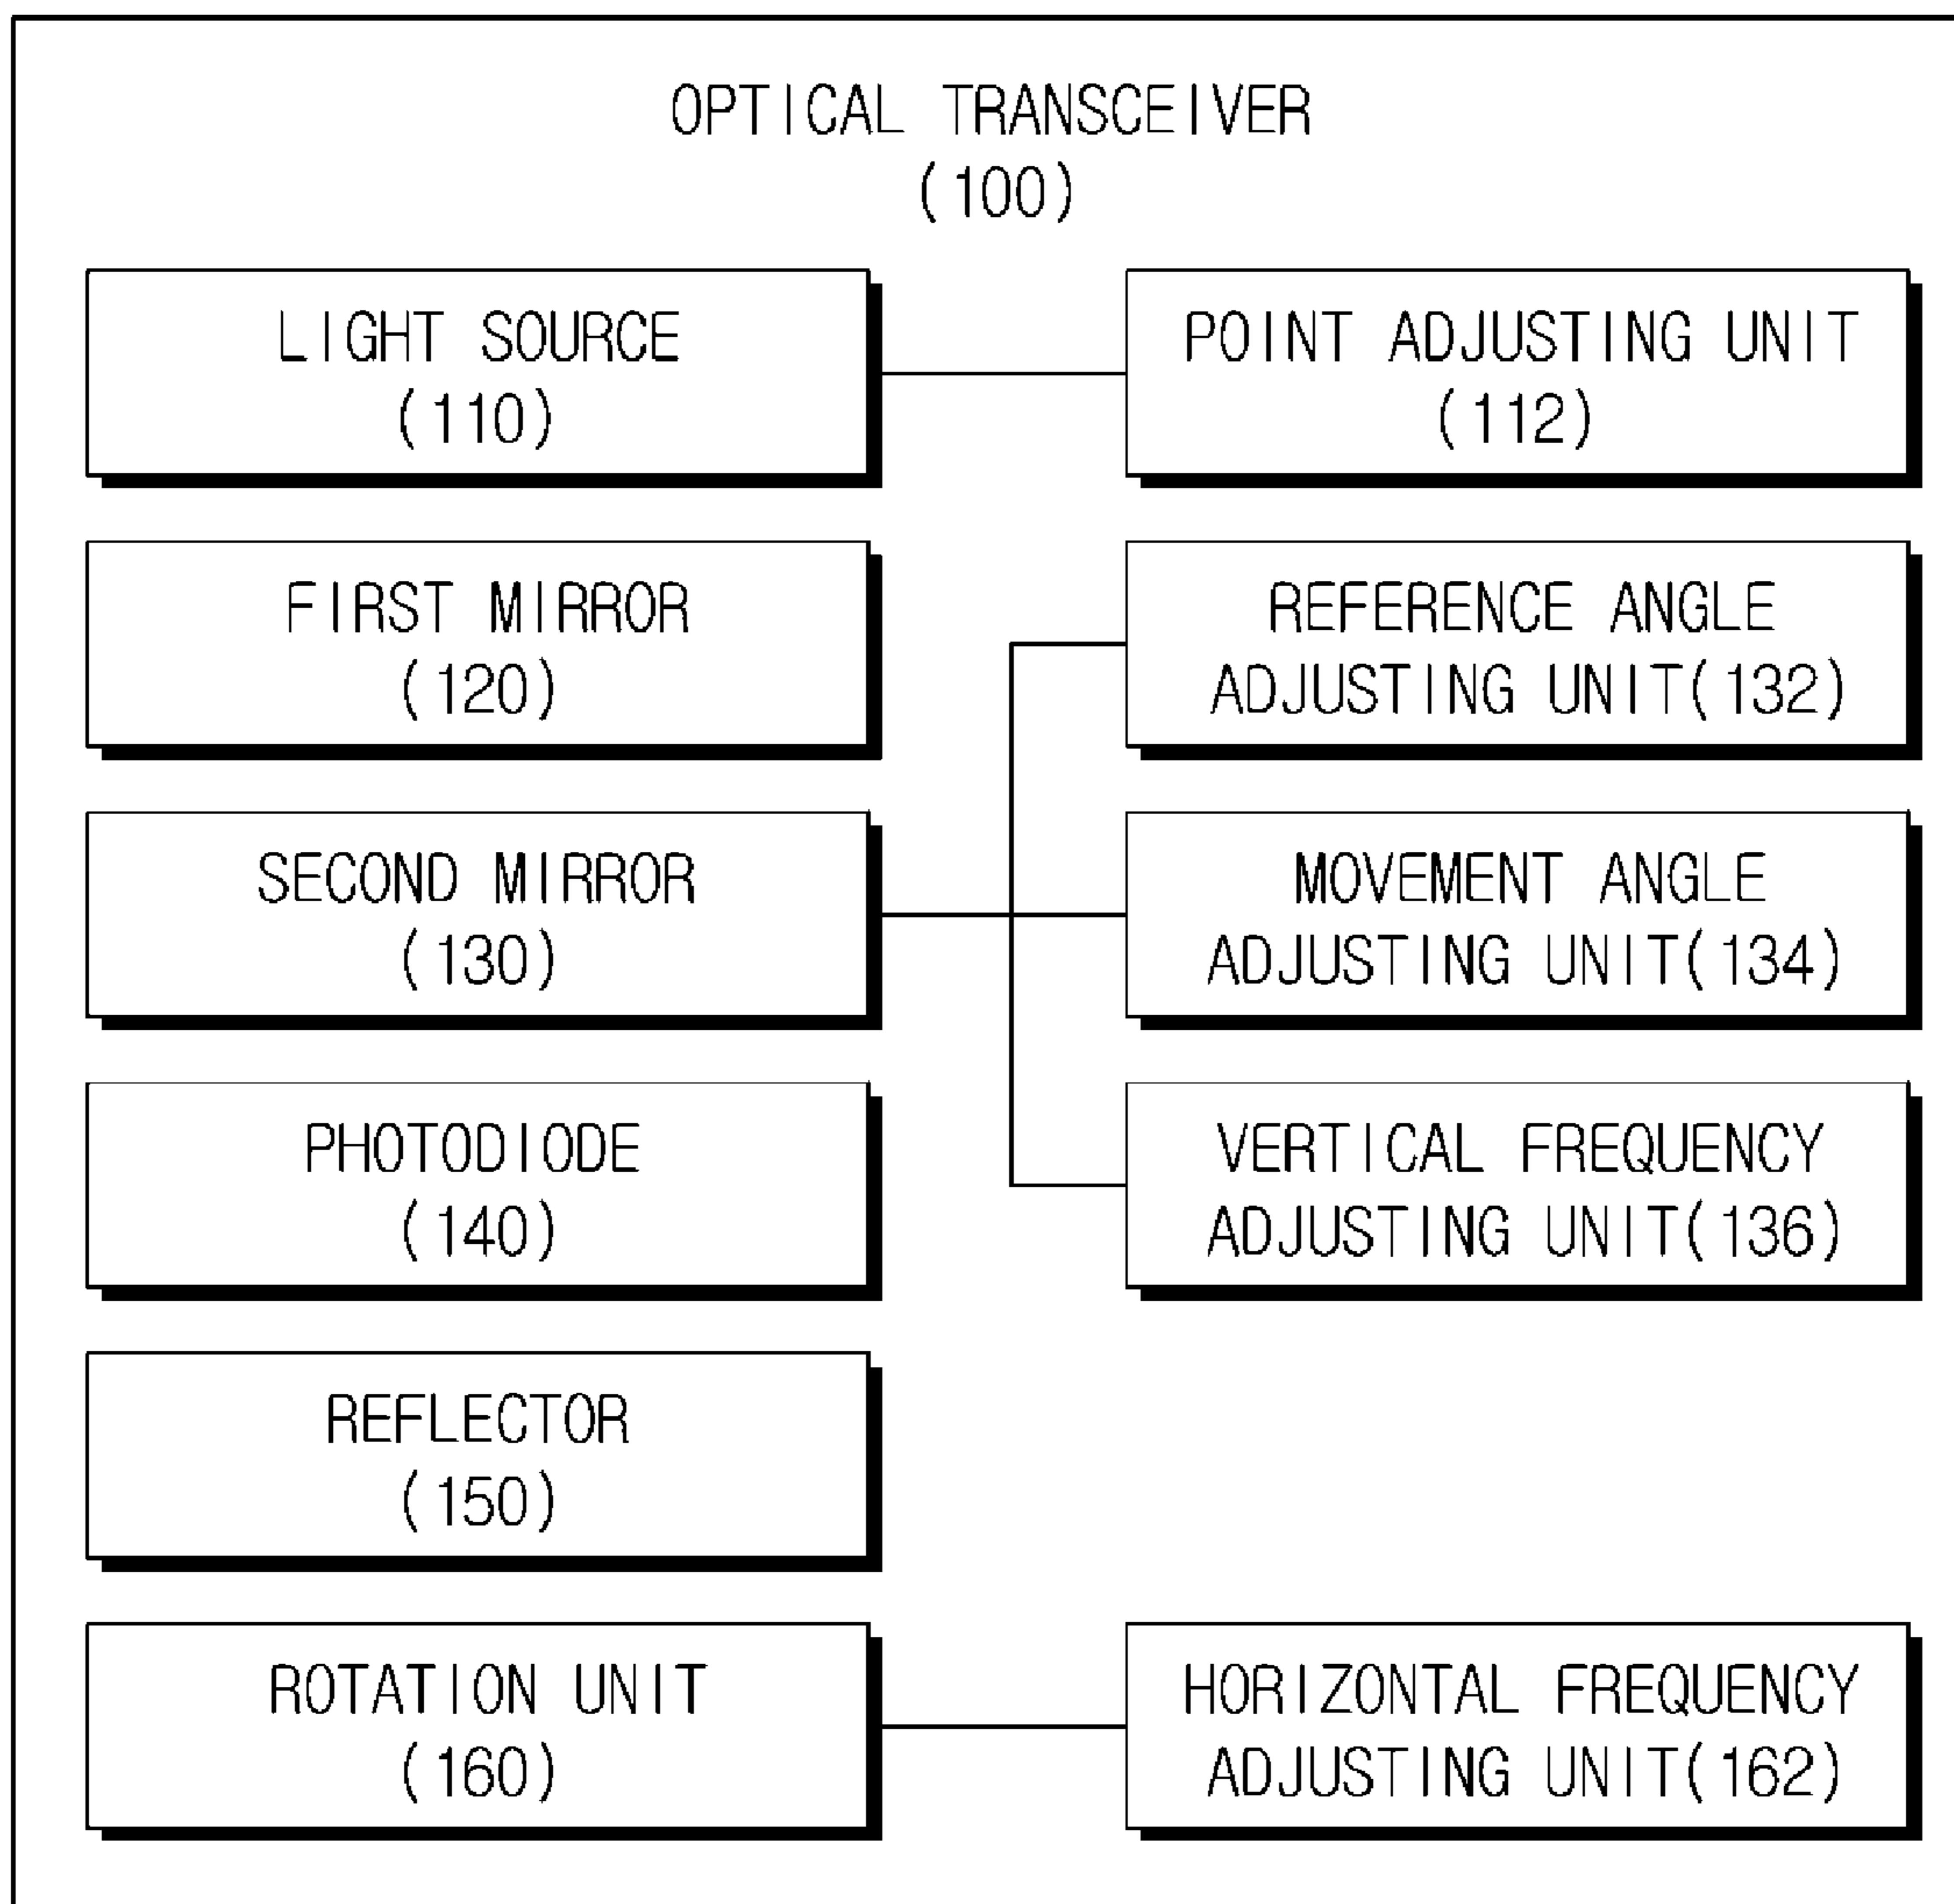 OPTICAL TRANSCEIVER
(100)
LIGHT SOURCE
(110)
POINT ADJUSTING UNIT
(112)
FIRST MIRROR
(120)
REFERENCE ANGLE
ADJUSTING UNIT(132)
SECOND MIRROR
(130)
MOVEMENT ANGLE
ADJUSTING UNIT(134)
PHOTODIODE
(140)
VERTICAL FREQUENCY
ADJUSTING UNIT(136)
REFLECTOR
(150)
ROTATION UNIT
(160)
HORIZONTAL FREQUENCY
ADJUSTING UNIT(162)